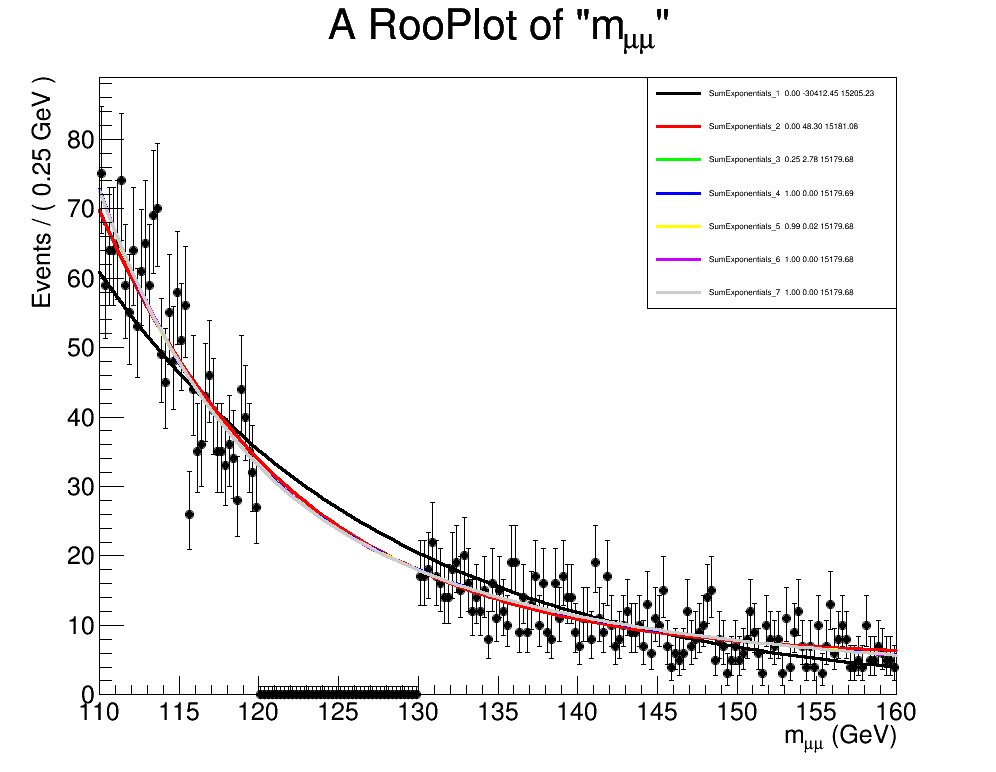 A RooPlot of "mμμ"
Events / ( 0.25 GeV )
80
70
60
50
40
30
20
10
0
110 115 120 125 130 135 140 145 150 155 160
mμμ (GeV)
SumExponentials_1 0.00 -30412.45 15205.23
SumExponentials_2 0.00 48.30 15181.08
SumExponentials_3 0.25 2.78 15179.68
SumExponentials_4 1.00 0.00 15179.69
SumExponentials_5 0.99 0.02 15179.68
SumExponentials_6 1.00 0.00 15179.68
SumExponentials_7 1.00 0.00 15179.68